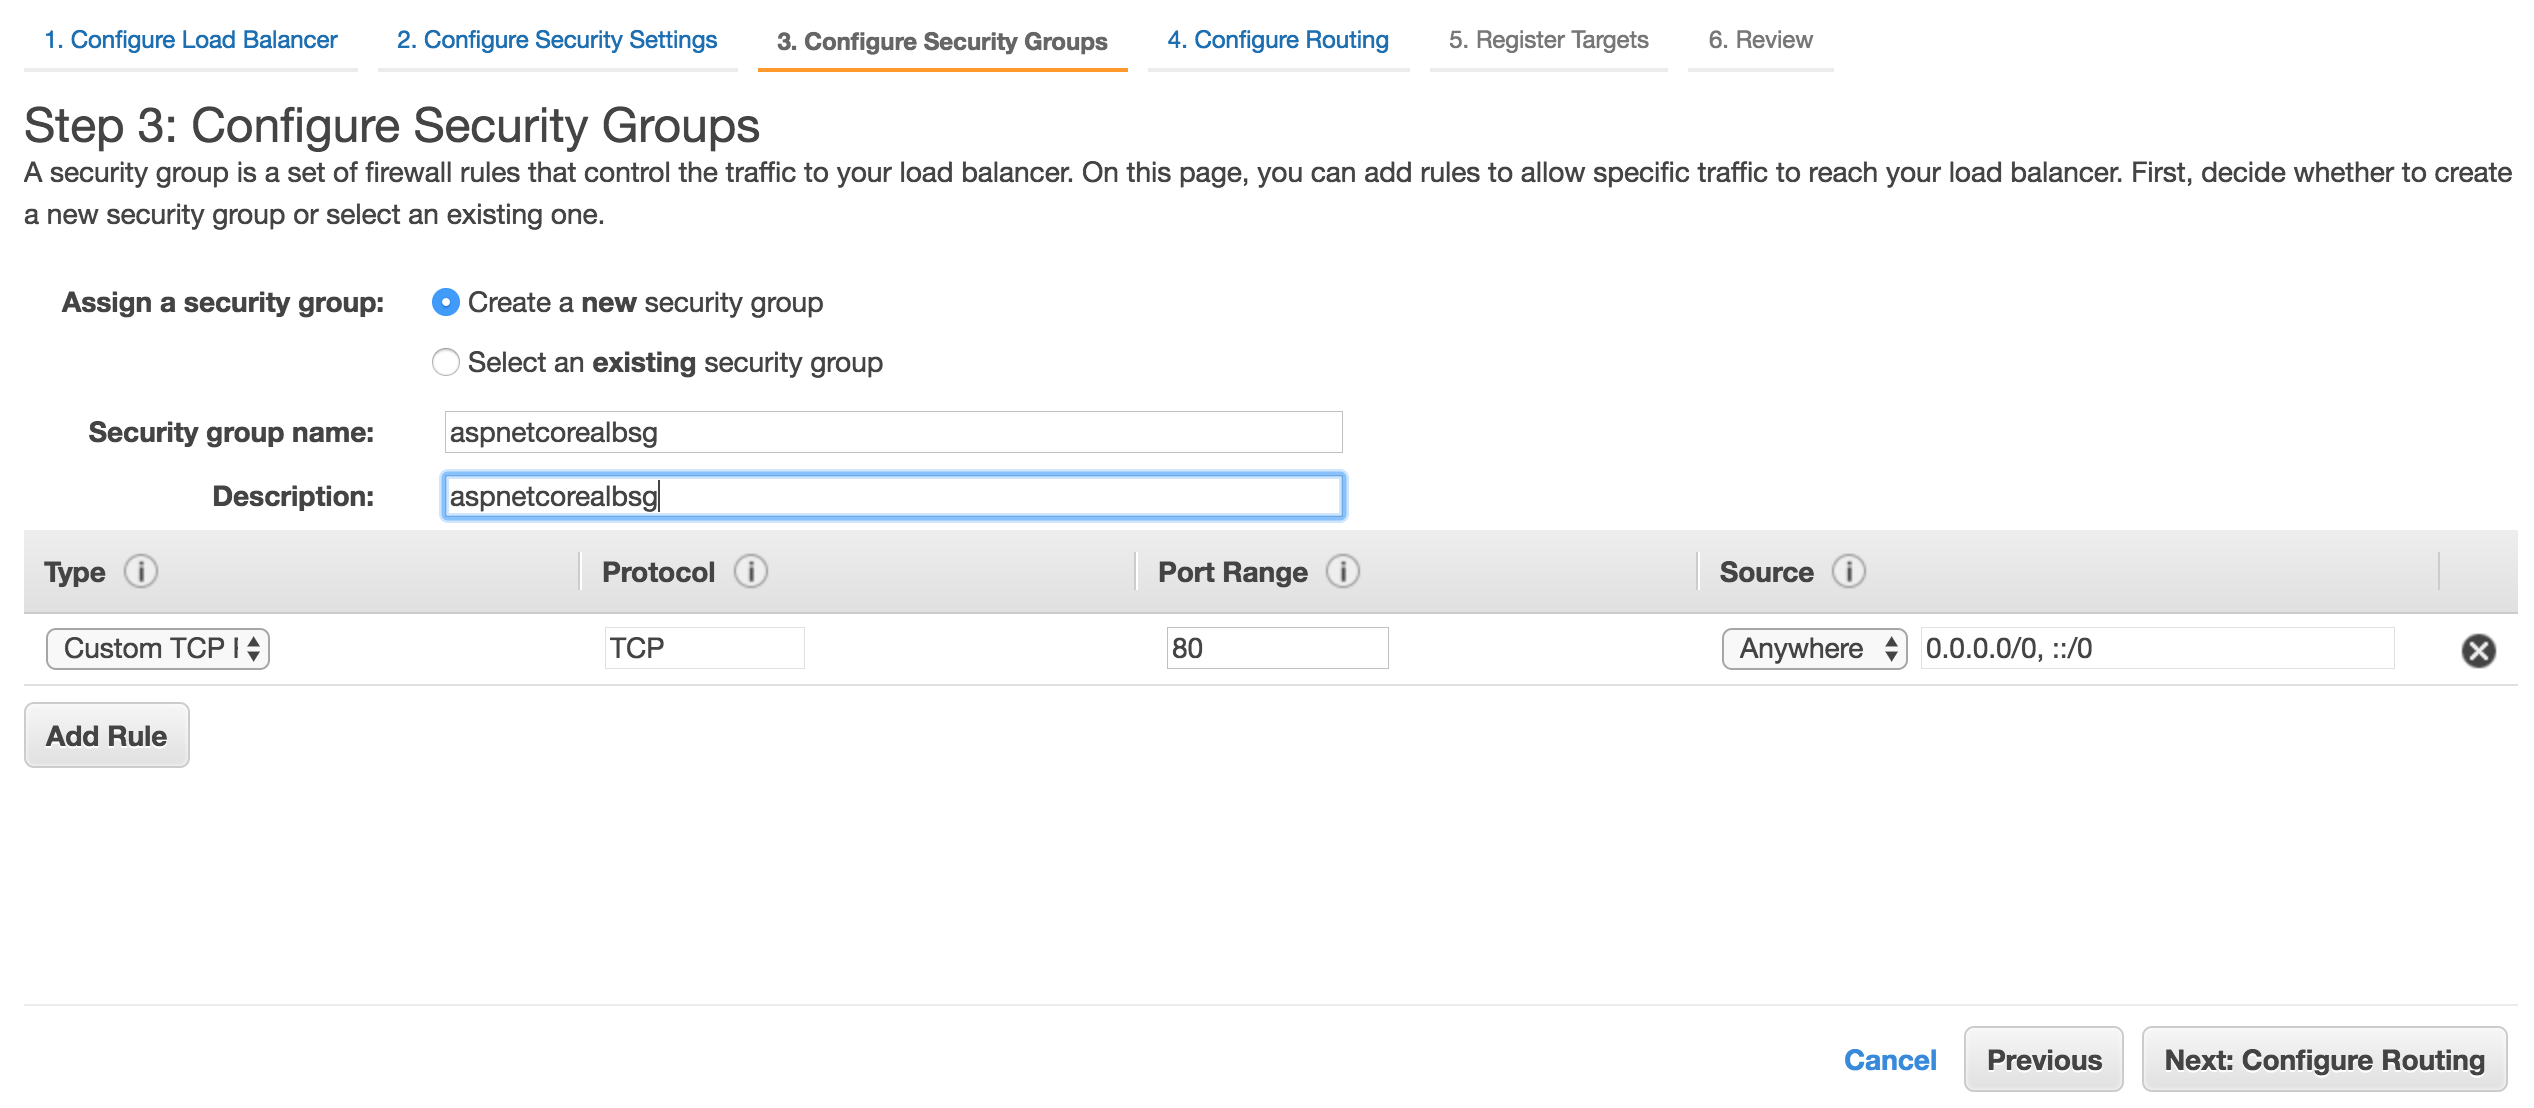 1. Configure Load Balancer 2. Configure Security Settings 3. Configure Security Groups 4. Configure Routing 5. Register Targets 6. Review
Step 3: Configure Security Groups
A security group is a set of firewall rules that control the traffic to your load balancer. On this page, you can add rules to allow specific traffic to reach your load balancer. First, decide whether to create
a new security group or select an existing one.
Assign a security group: Create a new security group
Select an existing security group
Security group name: aspnetcorealbsg
Description: aspnetcorealbsg
Type i Protocol i Port Range i Source i
Custom TCP TCP 80 Anywhere 0.0.0.0/0, ::/0
Add Rule
Cancel Previous Next: Configure Routing